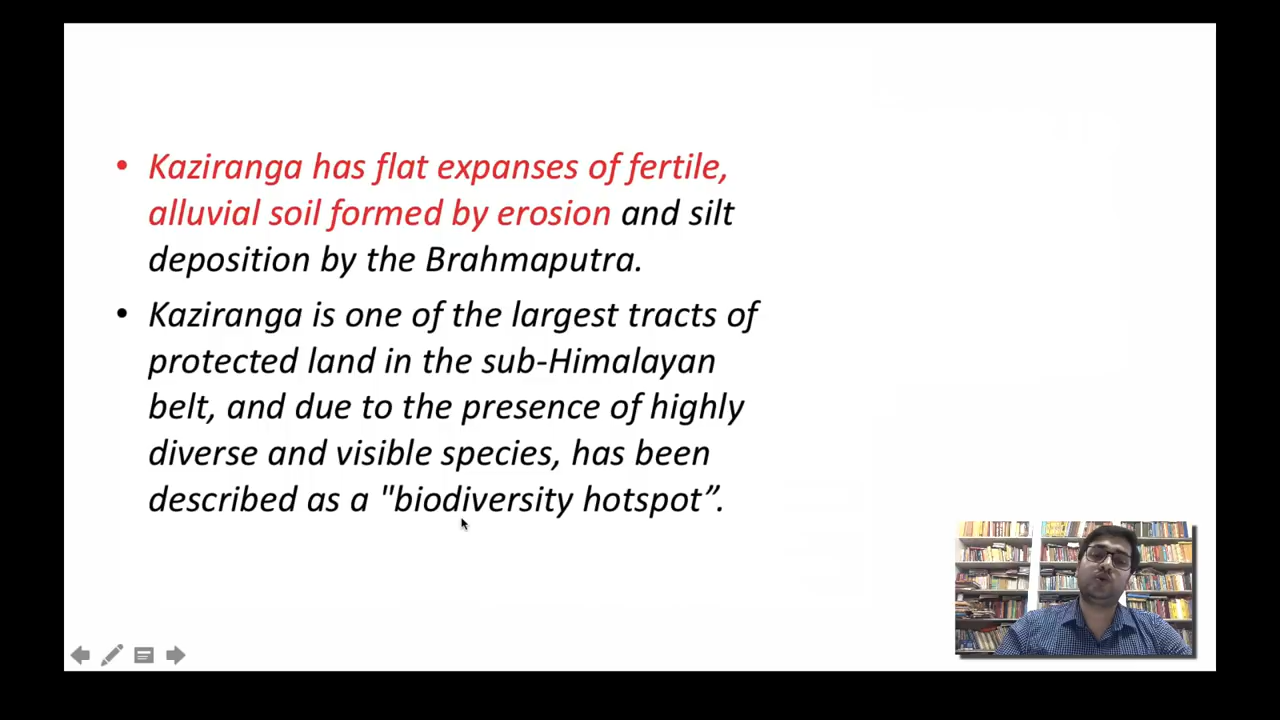 • Kaziranga has flat expanses of fertile,
alluvial soil formed by erosion and silt
deposition by the Brahmaputra.
• Kaziranga is one of the largest tracts of
protected land in the sub-Himalayan
belt, and due to the presence of highly
diverse and visible species, has been
described as a "biodiversity hotspot”.